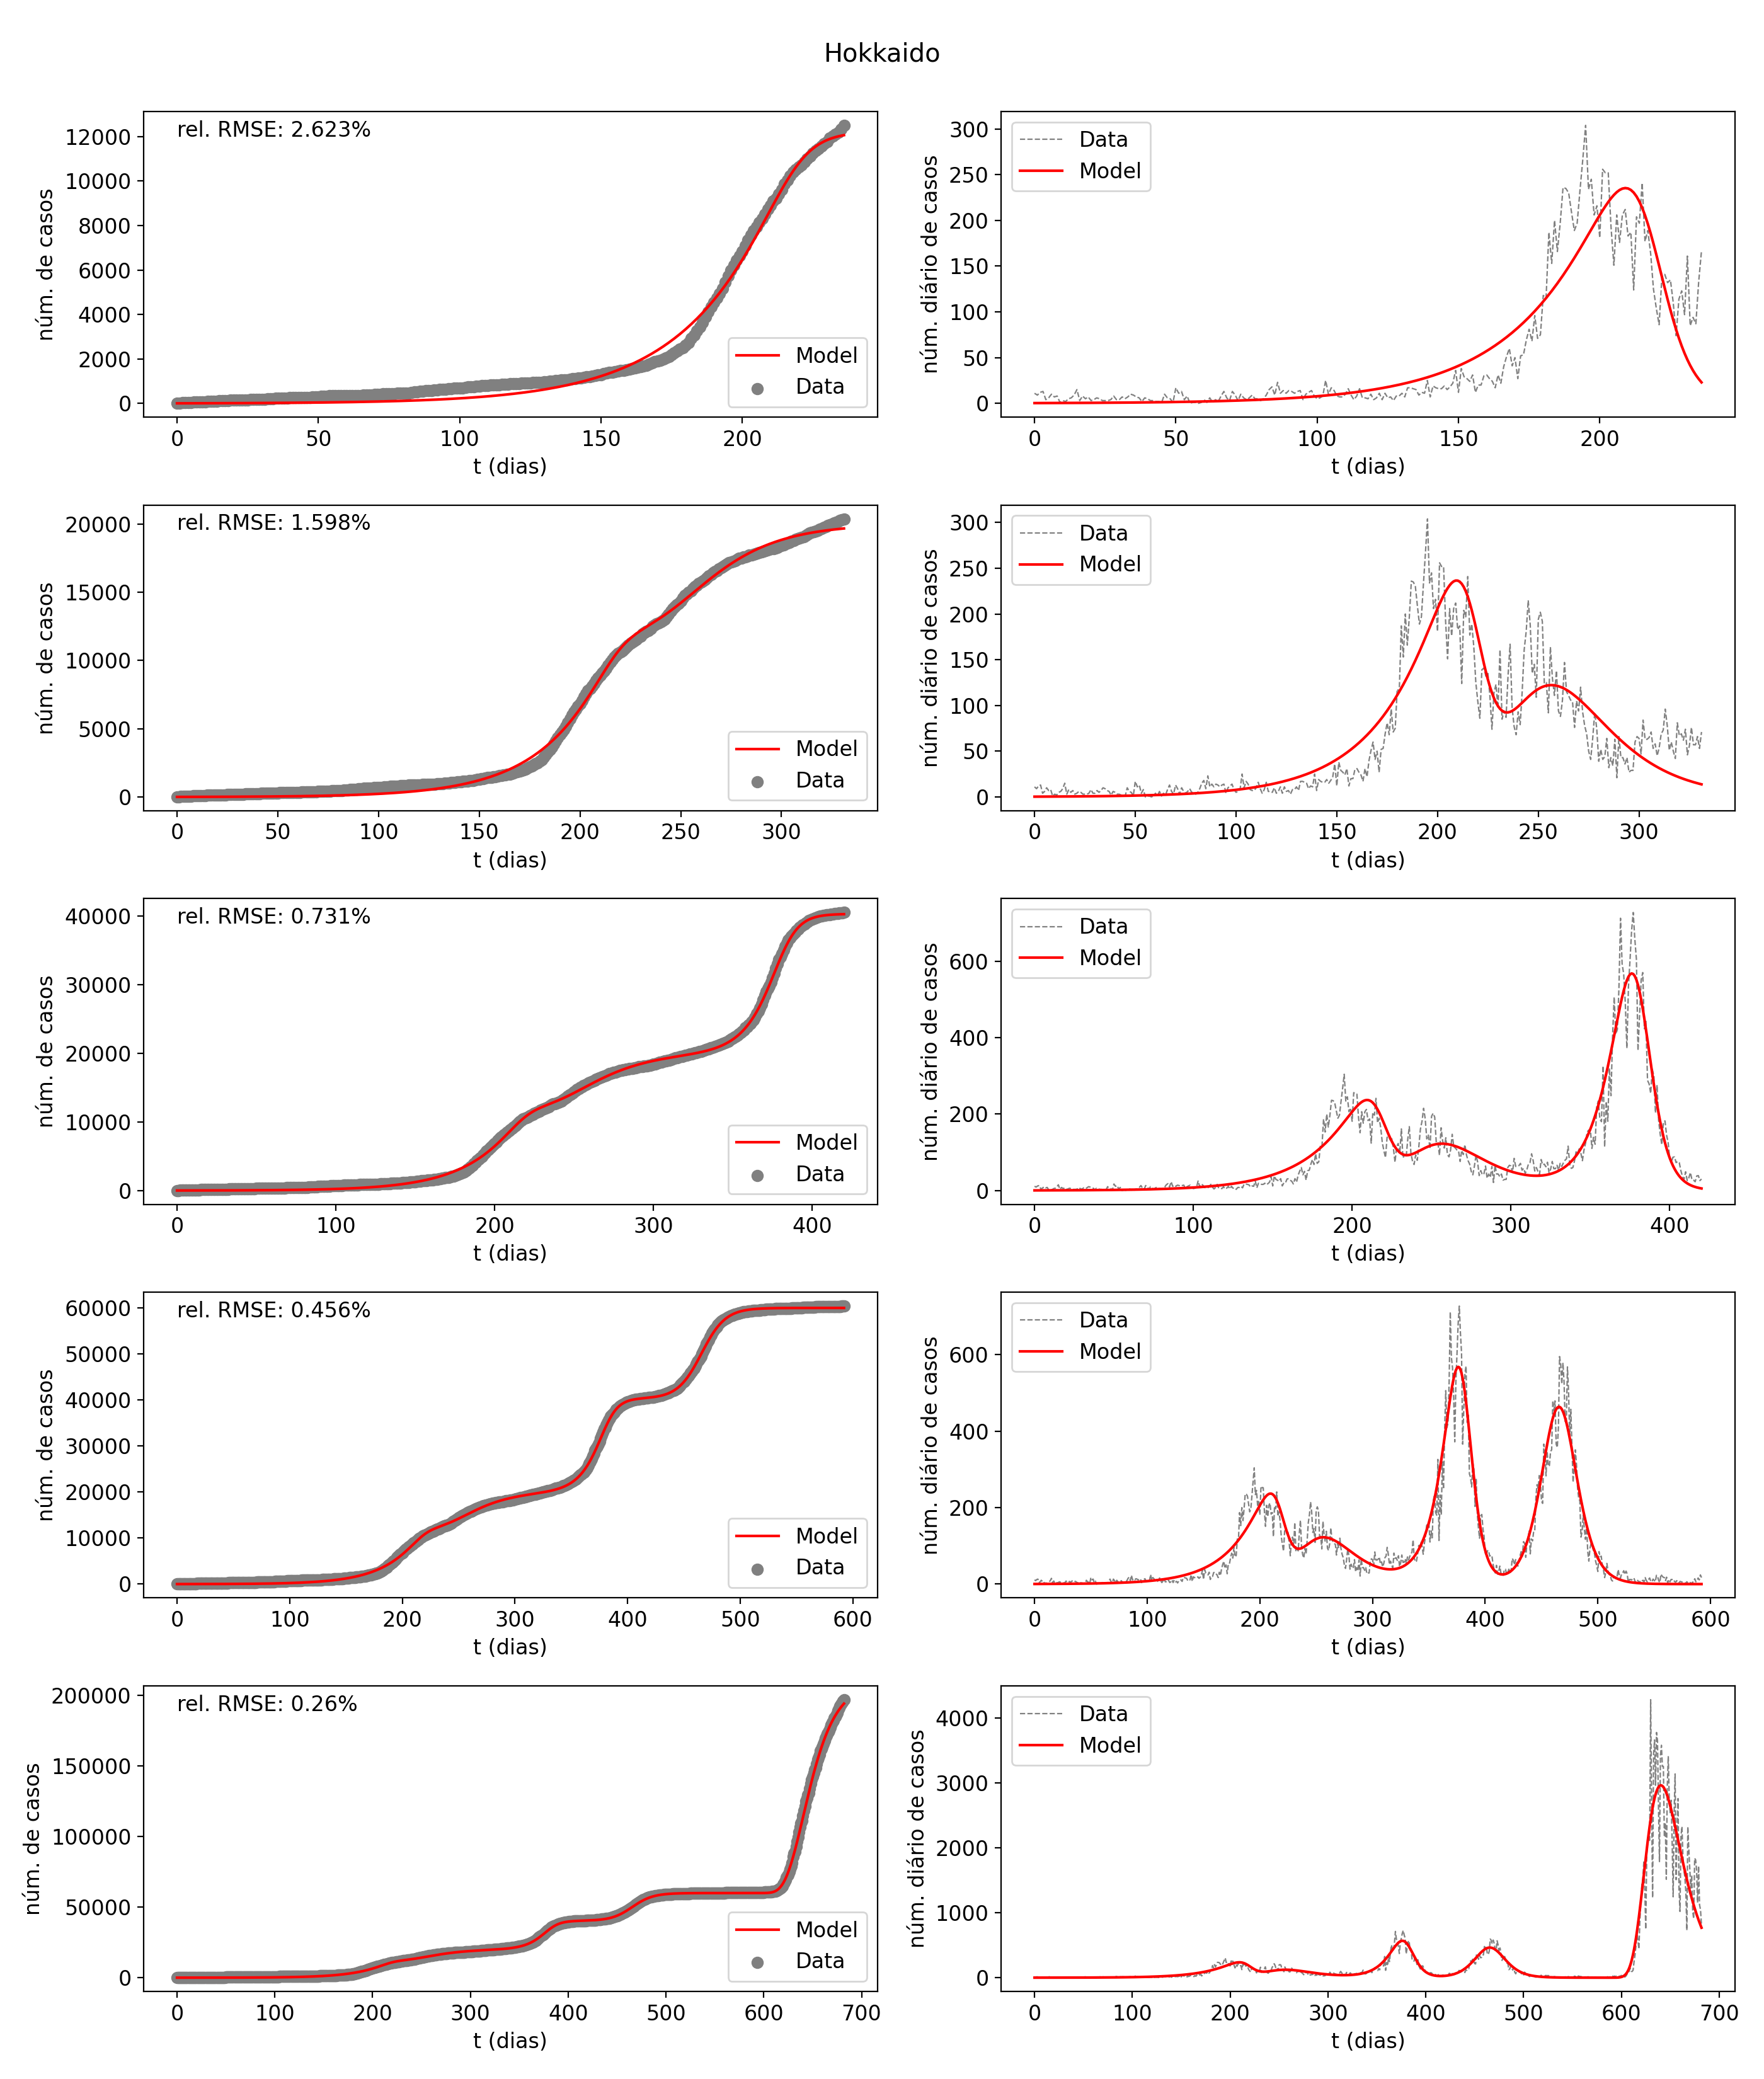 Hokkaido
rel. RMSE: 2.623%
núm. de casos
12000
10000
8000
6000
4000
2000
0
Model
Data
0 50 100 150 200
t (dias)
núm. diário de casos
300
250
200
150
100
50
0
Data
Model
0 50 100 150 200
t (dias)
rel. RMSE: 1.598%
núm. de casos
20000
15000
10000
5000
0
Model
Data
0 50 100 150 200 250 300
t (dias)
núm. diário de casos
300
250
200
150
100
50
0
Data
Model
0 50 100 150 200 250 300
t (dias)
rel. RMSE: 0.731%
núm. de casos
40000
30000
20000
10000
0
Model
Data
0 100 200 300 400
t (dias)
núm. diário de casos
600
400
200
0
Data
Model
0 100 200 300 400
t (dias)
rel. RMSE: 0.456%
núm. de casos
60000
50000
40000
30000
20000
10000
0
Model
Data
0 100 200 300 400 500 600
t (dias)
núm. diário de casos
600
400
200
0
Data
Model
0 100 200 300 400 500 600
t (dias)
rel. RMSE: 0.26%
núm. de casos
200000
150000
100000
50000
0
Model
Data
0 100 200 300 400 500 600 700
t (dias)
núm. diário de casos
4000
3000
2000
1000
0
Data
Model
0 100 200 300 400 500 600 700
t (dias)